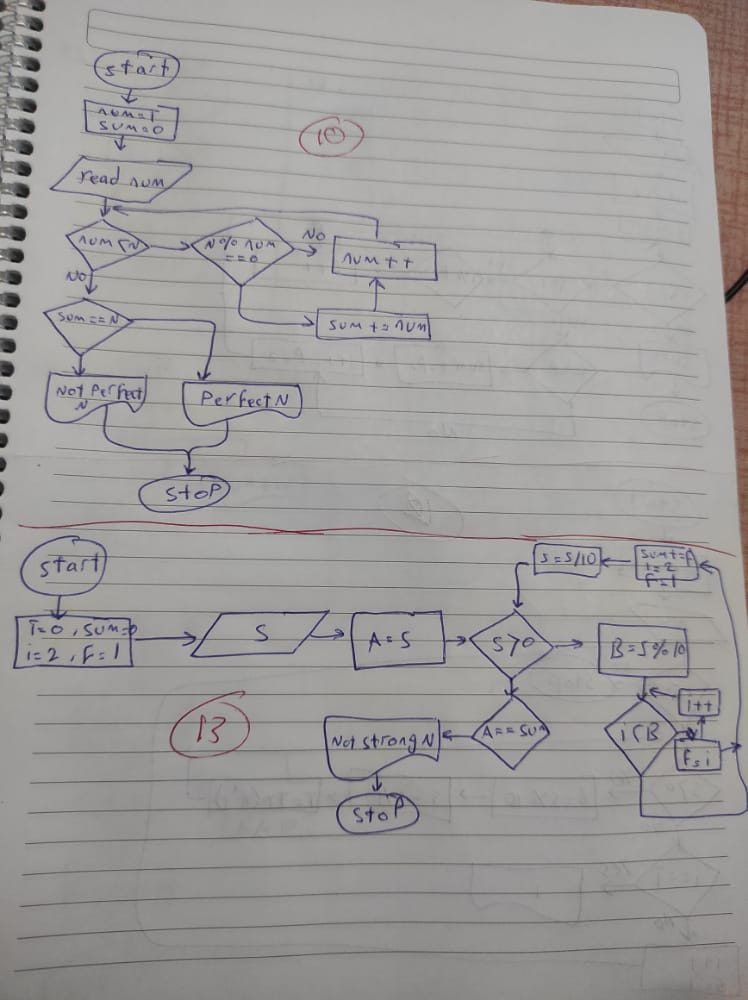 start
num=1
sum=0
10
read num
num<N
N% num
==0
No
num++
No
sum+=num
sum==N
Not Perfect
N
Perfect N
stop
start
s=s/10
sum+=f
i=2
F=1
I=0, sum=0
i=2, F=1
S
A=S
S>0
B=S%10
i++
i<B
13
Not strong N
A==sum
stop